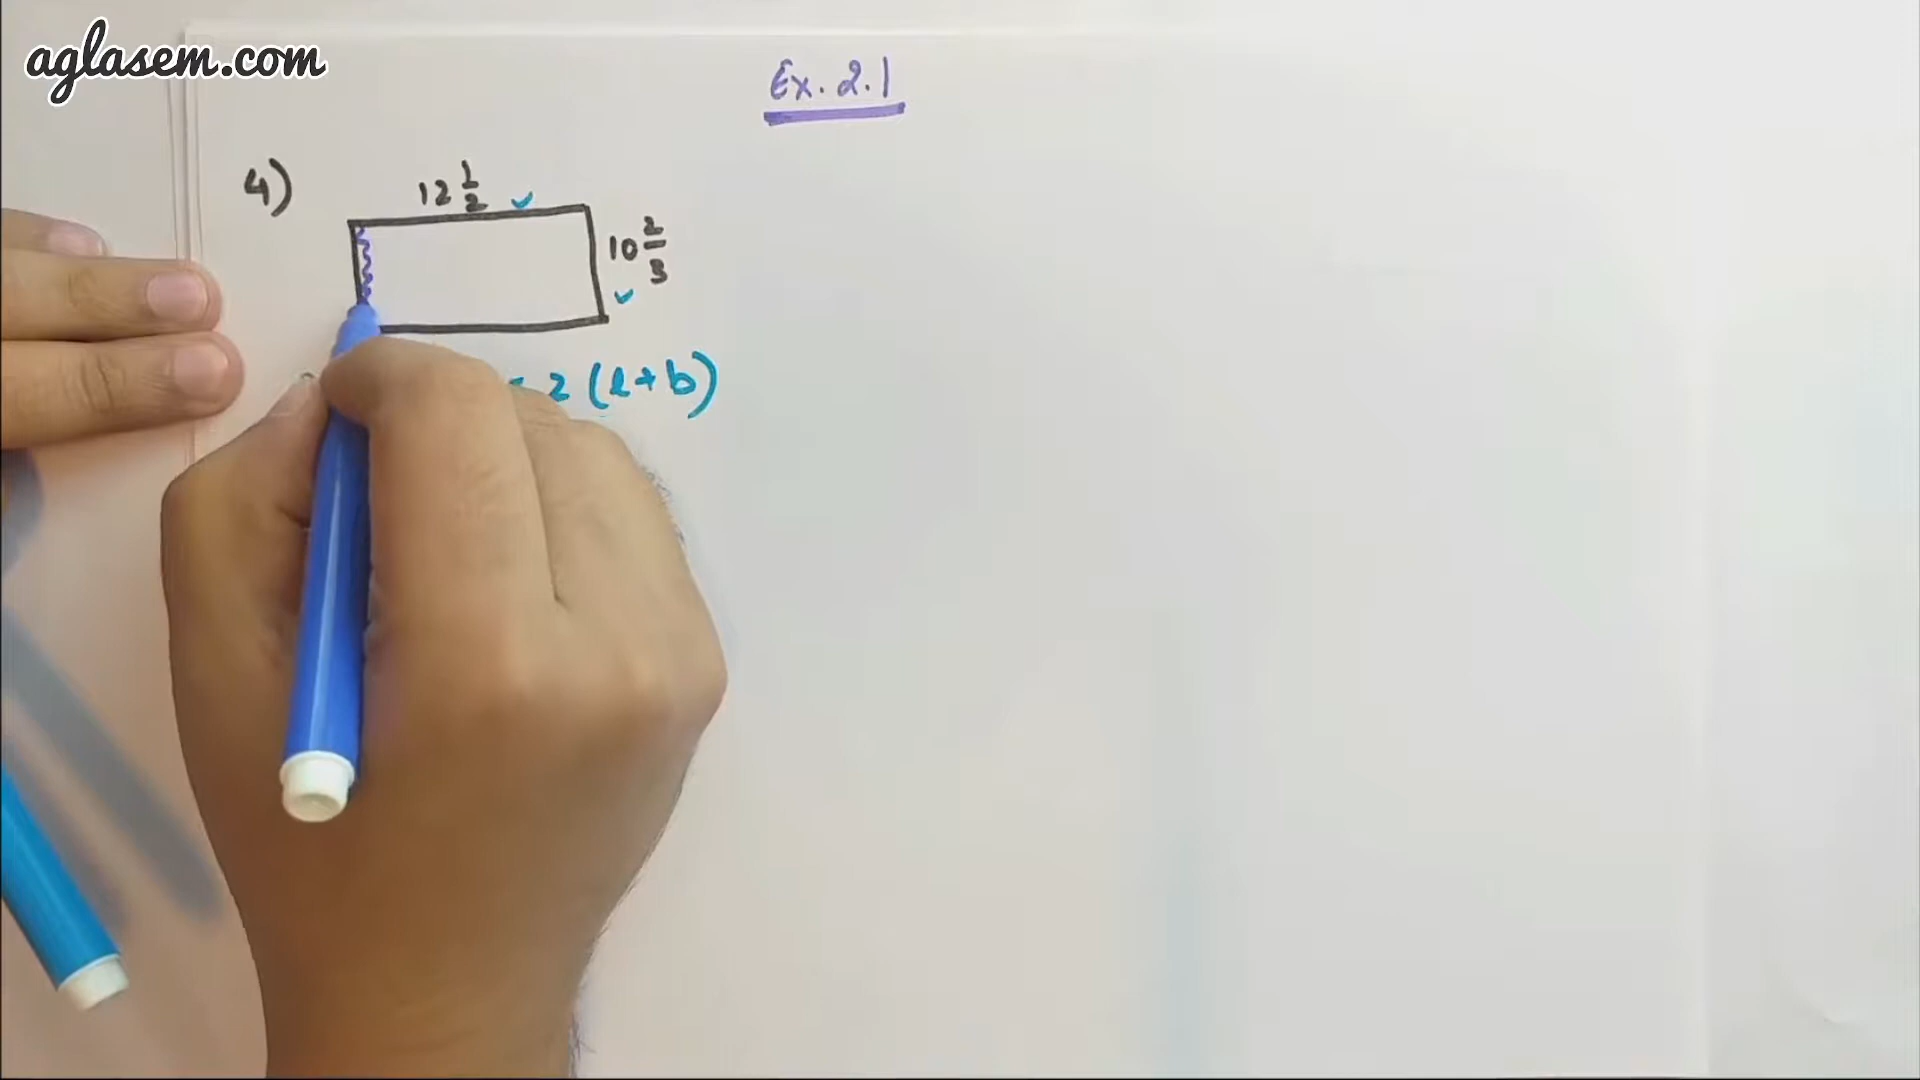 aglasem.com
Ex. 2.1
4)
12 1/2
10 2/3
= 2 (l + b)